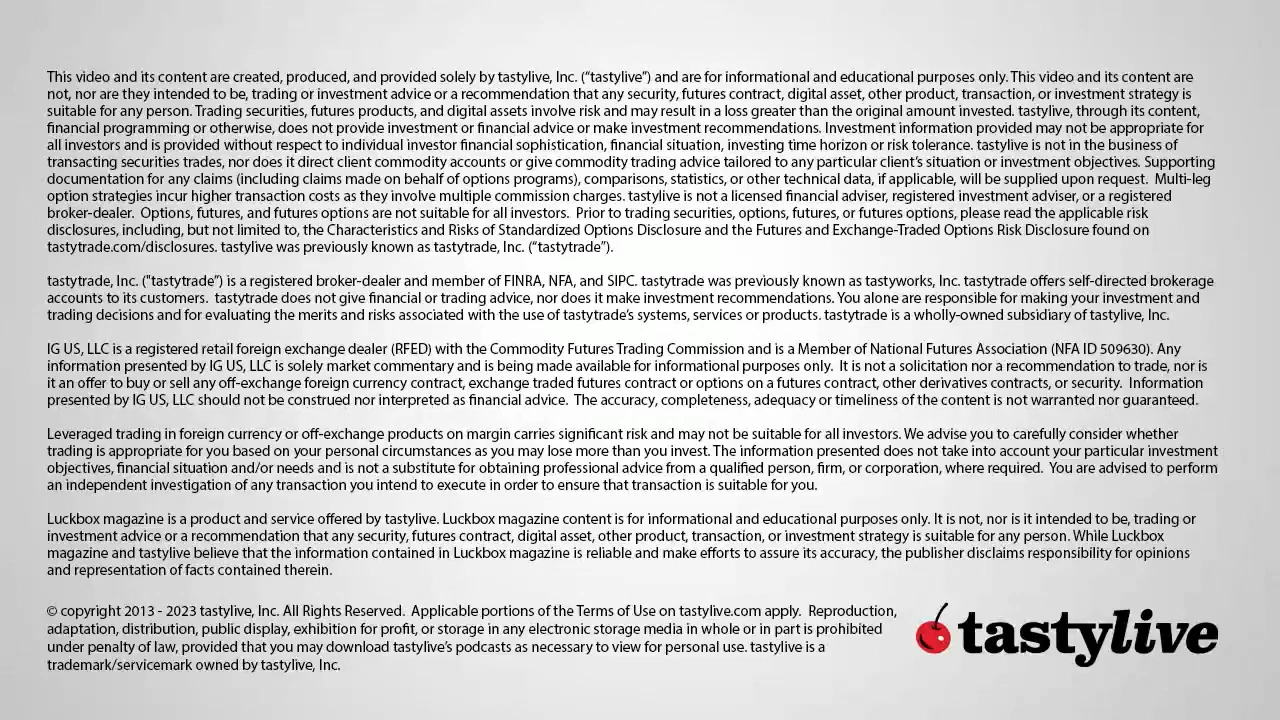 This video and its content are created, produced, and provided solely by tastylive, Inc. (“tastylive”) and are for informational and educational purposes only. This video and its content are
not, nor are they intended to be, trading or investment advice or a recommendation that any security, futures contract, digital asset, other product, transaction, or investment strategy is
suitable for any person. Trading securities, futures products, and digital assets involve risk and may result in a loss greater than the original amount invested. tastylive, through its content,
financial programming or otherwise, does not provide investment or financial advice or make investment recommendations. Investment information provided may not be appropriate for
all investors and is provided without respect to individual investor financial sophistication, financial situation, investing time horizon or risk tolerance. tastylive is not in the business of
transacting securities trades, nor does it direct client commodity accounts or give commodity trading advice tailored to any particular client’s situation or investment objectives. Supporting
documentation for any claims (including claims made on behalf of options programs), comparisons, statistics, or other technical data, if applicable, will be supplied upon request. Multi-leg
option strategies incur higher transaction costs as they involve multiple commission charges. tastylive is not a licensed financial adviser, registered investment adviser, or a registered
broker-dealer. Options, futures, and futures options are not suitable for all investors. Prior to trading securities, options, futures, or futures options, please read the applicable risk
disclosures, including, but not limited to, the Characteristics and Risks of Standardized Options Disclosure and the Futures and Exchange-Traded Options Risk Disclosure found on
tastytrade.com/disclosures. tastylive was previously known as tastytrade, Inc. (“tastytrade”).
tastytrade, Inc. ("tastytrade”) is a registered broker-dealer and member of FINRA, NFA, and SIPC. tastytrade was previously known as tastyworks, Inc. tastytrade offers self-directed brokerage
accounts to its customers. tastytrade does not give financial or trading advice, nor does it make investment recommendations. You alone are responsible for making your investment and
trading decisions and for evaluating the merits and risks associated with the use of tastytrade’s systems, services or products. tastytrade is a wholly-owned subsidiary of tastylive, Inc.
IG US, LLC is a registered retail foreign exchange dealer (RFED) with the Commodity Futures Trading Commission and is a Member of National Futures Association (NFA ID 509630). Any
information presented by IG US, LLC is solely market commentary and is being made available for informational purposes only. It is not a solicitation nor a recommendation to trade, nor is
it an offer to buy or sell any off-exchange foreign currency contract, exchange traded futures contract or options on a futures contract, other derivatives contracts, or security. Information
presented by IG US, LLC should not be construed nor interpreted as financial advice. The accuracy, completeness, adequacy or timeliness of the content is not warranted nor guaranteed.
Leveraged trading in foreign currency or off-exchange products on margin carries significant risk and may not be suitable for all investors. We advise you to carefully consider whether
trading is appropriate for you based on your personal circumstances as you may lose more than you invest. The information presented does not take into account your particular investment
objectives, financial situation and/or needs and is not a substitute for obtaining professional advice from a qualified person, firm, or corporation, where required. You are advised to perform
an independent investigation of any transaction you intend to execute in order to ensure that transaction is suitable for you.
Luckbox magazine is a product and service offered by tastylive. Luckbox magazine content is for informational and educational purposes only. It is not, nor is it intended to be, trading or
investment advice or a recommendation that any security, futures contract, digital asset, other product, transaction, or investment strategy is suitable for any person. While Luckbox
magazine and tastylive believe that the information contained in Luckbox magazine is reliable and make efforts to assure its accuracy, the publisher disclaims responsibility for opinions
and representation of facts contained therein.
© copyright 2013 - 2023 tastylive, Inc. All Rights Reserved. Applicable portions of the Terms of Use on tastylive.com apply. Reproduction,
adaptation, distribution, public display, exhibition for profit, or storage in any electronic storage media in whole or in part is prohibited
under penalty of law, provided that you may download tastylive’s podcasts as necessary to view for personal use. tastylive is a
trademark/servicemark owned by tastylive, Inc.
tastylive